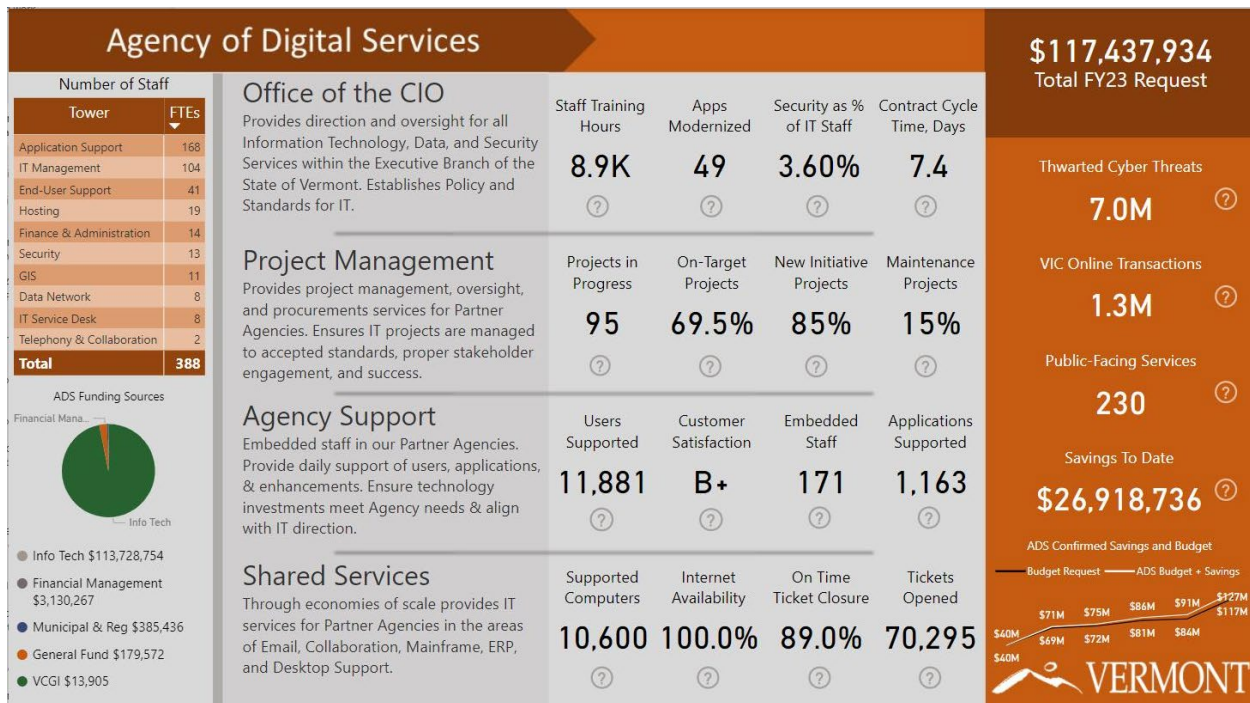 Agency of Digital Services
Number of Staff
Tower FTEs
Application Support 168
IT Management 104
End-User Support 41
Hosting 19
Finance & Administration 14
Security 13
GIS 11
Data Network 8
IT Service Desk 8
Telephony & Collaboration 2
Total 388
ADS Funding Sources
Financial Mana...
Info Tech
Info Tech $113,728,754
Financial Management
$3,130,267
Municipal & Reg $385,436
General Fund $179,572
VCGI $13,905
Office of the CIO
Provides direction and oversight for all
Information Technology, Data, and Security
Services within the Executive Branch of the
State of Vermont. Establishes Policy and
Standards for IT.
Staff Training
Hours
8.9K
?
Apps
Modernized
49
?
Security as %
of IT Staff
3.60%
?
Contract Cycle
Time, Days
7.4
?
Project Management
Provides project management, oversight,
and procurements services for Partner
Agencies. Ensures IT projects are managed
to accepted standards, proper stakeholder
engagement, and success.
Projects in
Progress
95
?
On-Target
Projects
69.5%
?
New Initiative
Projects
85%
?
Maintenance
Projects
15%
?
Agency Support
Embedded staff in our Partner Agencies.
Provide daily support of users, applications,
& enhancements. Ensure technology
investments meet Agency needs & align
with IT direction.
Users
Supported
11,881
?
Customer
Satisfaction
B+
?
Embedded
Staff
171
?
Applications
Supported
1,163
?
Shared Services
Through economies of scale provides IT
services for Partner Agencies in the areas
of Email, Collaboration, Mainframe, ERP,
and Desktop Support.
Supported
Computers
10,600
?
Internet
Availability
100.0%
?
On Time
Ticket Closure
89.0%
?
Tickets
Opened
70,295
?
$117,437,934
Total FY23 Request
Thwarted Cyber Threats
7.0M
?
VIC Online Transactions
1.3M
?
Public-Facing Services
230
?
Savings To Date
$26,918,736
?
ADS Confirmed Savings and Budget
Budget Request ADS Budget + Savings
$40M $71M $75M $86M $91M $127M
$40M $69M $72M $81M $84M $117M
VERMONT